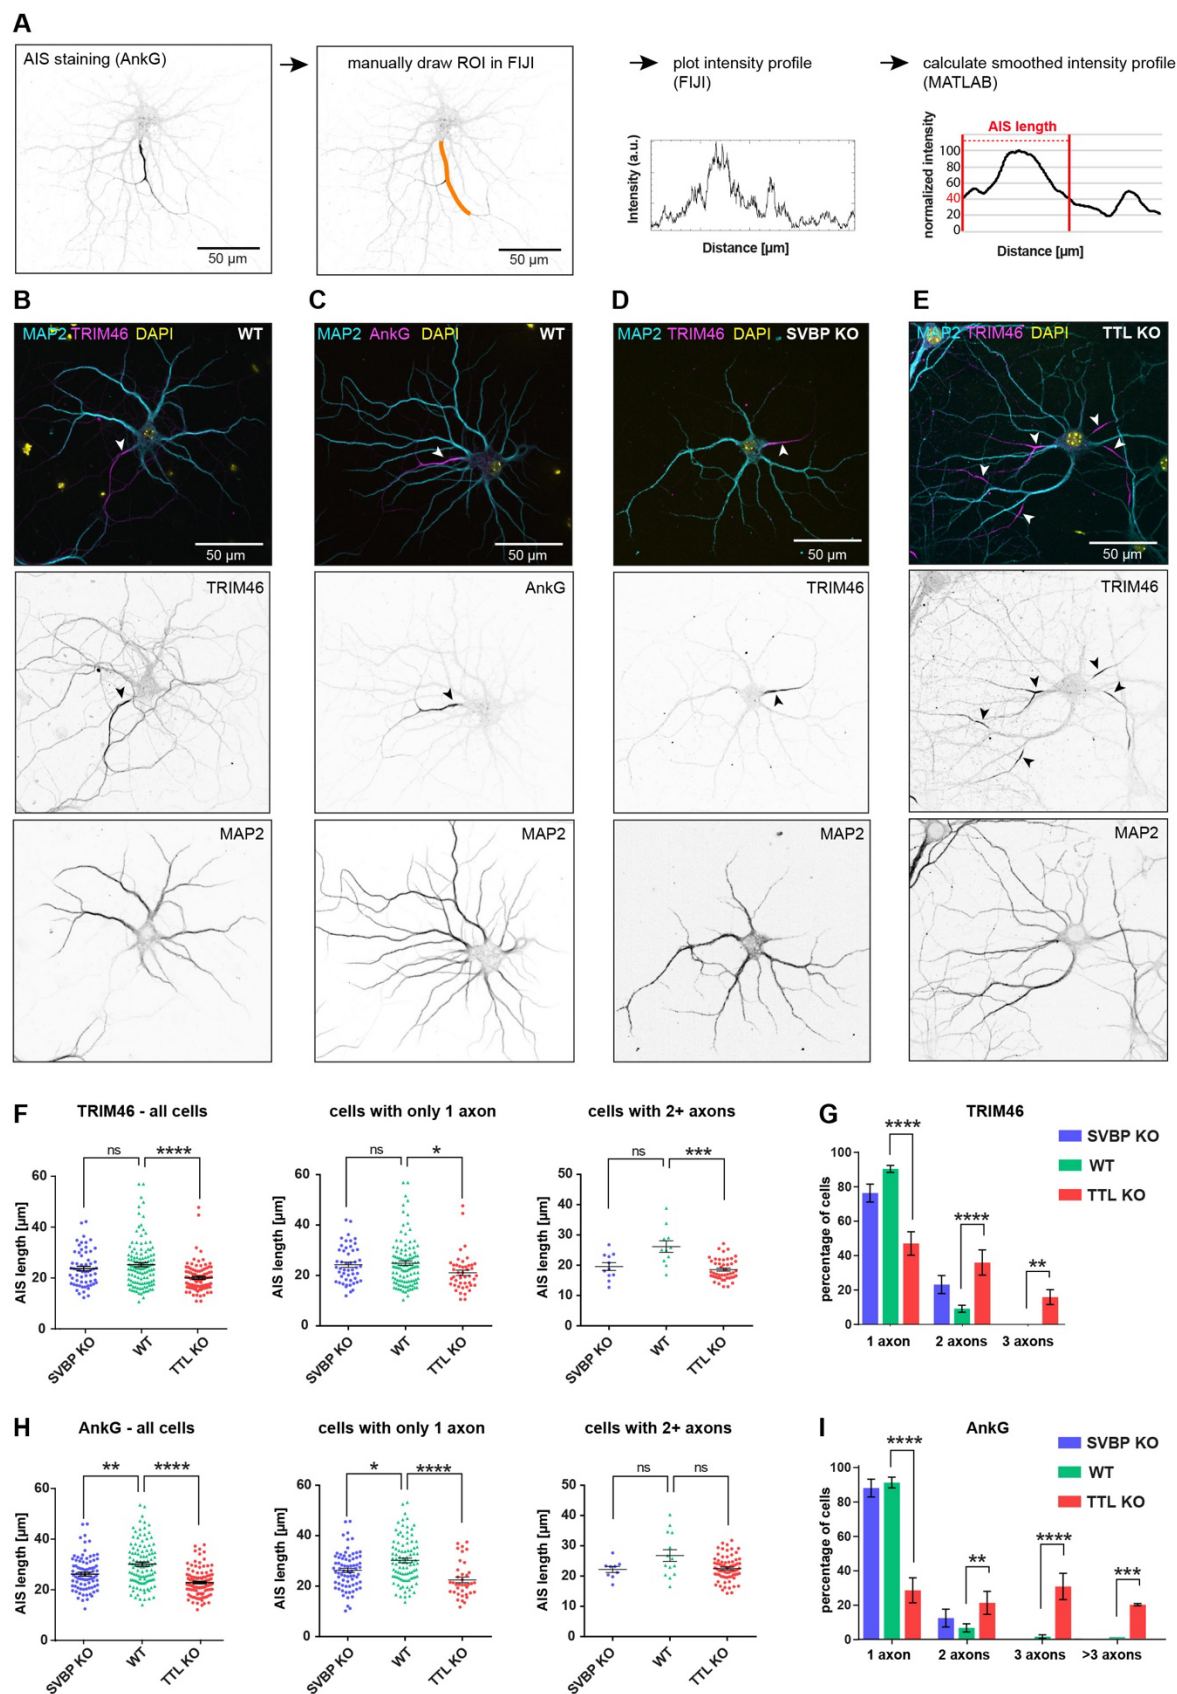 A
AIS staining (AnkG)
manually draw ROI in FIJI
plot intensity profile
(FIJI)
calculate smoothed intensity profile
(MATLAB)
50 µm
50 µm
Intensity (a.u.)
Distance [µm]
AIS length
normalized intensity
100
80
60
40
20
0
Distance [µm]
B
C
D
E
MAP2 TRIM46 DAPI WT
MAP2 AnkG DAPI WT
MAP2 TRIM46 DAPI SVBP KO
MAP2 TRIM46 DAPI TTL KO
50 µm
50 µm
50 µm
50 µm
TRIM46
AnkG
TRIM46
TRIM46
MAP2
MAP2
MAP2
MAP2
F
TRIM46 - all cells
ns
****
AIS length [µm]
60
40
20
0
SVBP KO
WT
TTL KO
cells with only 1 axon
ns
*
AIS length [µm]
60
40
20
0
SVBP KO
WT
TTL KO
cells with 2+ axons
ns
***
AIS length [µm]
50
40
30
20
10
0
SVBP KO
WT
TTL KO
G
TRIM46
percentage of cells
100
80
60
40
20
0
****
****
**
1 axon
2 axons
3 axons
SVBP KO
WT
TTL KO
H
AnkG - all cells
**
****
AIS length [µm]
60
40
20
0
SVBP KO
WT
TTL KO
cells with only 1 axon
*
****
AIS length [µm]
60
40
20
0
SVBP KO
WT
TTL KO
cells with 2+ axons
ns
ns
AIS length [µm]
50
40
30
20
10
0
SVBP KO
WT
TTL KO
I
AnkG
percentage of cells
100
80
60
40
20
0
****
**
****
***
1 axon
2 axons
3 axons
>3 axons
SVBP KO
WT
TTL KO